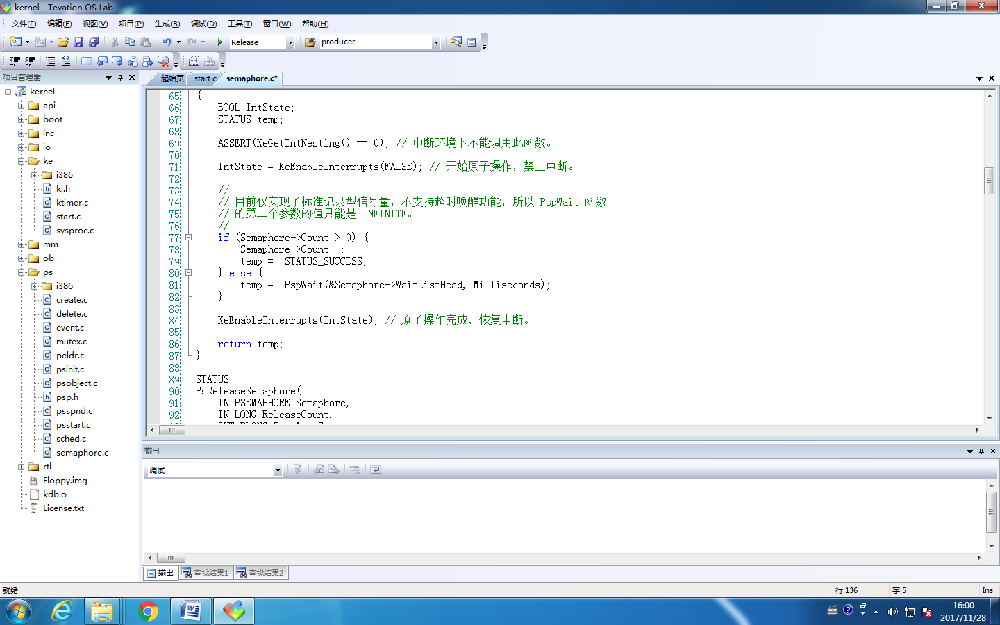 kernel - Tevation OS Lab
文件(F) 编辑(E) 视图(V) 项目(P) 生成(B) 调试(D) 工具(T) 窗口(W) 帮助(H)
Release
producer
项目管理器
kernel
api
boot
inc
io
ke
i386
ki.h
ktimer.c
start.c
sysproc.c
mm
ob
ps
i386
create.c
delete.c
event.c
mutex.c
peldr.c
psinit.c
psobject.c
psp.h
psspnd.c
psstart.c
sched.c
semaphore.c
rtl
Floppy.img
kdb.o
License.txt
起始页 start.c semaphore.c*
65 {
66 BOOL IntState;
67 STATUS temp;
68
69 ASSERT(KeGetIntNesting() == 0); // 中断环境下不能调用此函数。
70
71 IntState = KeEnableInterrupts(FALSE); // 开始原子操作，禁止中断。
72
73 //
74 // 目前仅实现了标准记录型信号量，不支持超时唤醒功能，所以 PspWait 函数
75 // 的第二个参数的值只能是 INFINITE。
76 //
77 if (Semaphore->Count > 0) {
78 Semaphore->Count--;
79 temp = STATUS_SUCCESS;
80 } else {
81 temp = PspWait(&Semaphore->WaitListHead, Milliseconds);
82 }
83
84 KeEnableInterrupts(IntState); // 原子操作完成，恢复中断。
85
86 return temp;
87 }
88
89 STATUS
90 PsReleaseSemaphore(
91 IN PSEMAPHORE Semaphore,
92 IN LONG ReleaseCount,
输出
调试
输出 查找结果1 查找结果2
就绪
行 136 字 5 Ins
16:00
2017/11/28